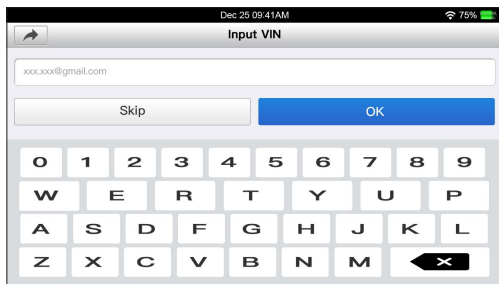 Dec 25 09:41AM
75%
Input VIN
xxx.xxx@gmail.com
Skip OK
0 1 2 3 4 5 6 7 8 9
W E R T Y U P
A S D F G H J K L
Z X C V B N M